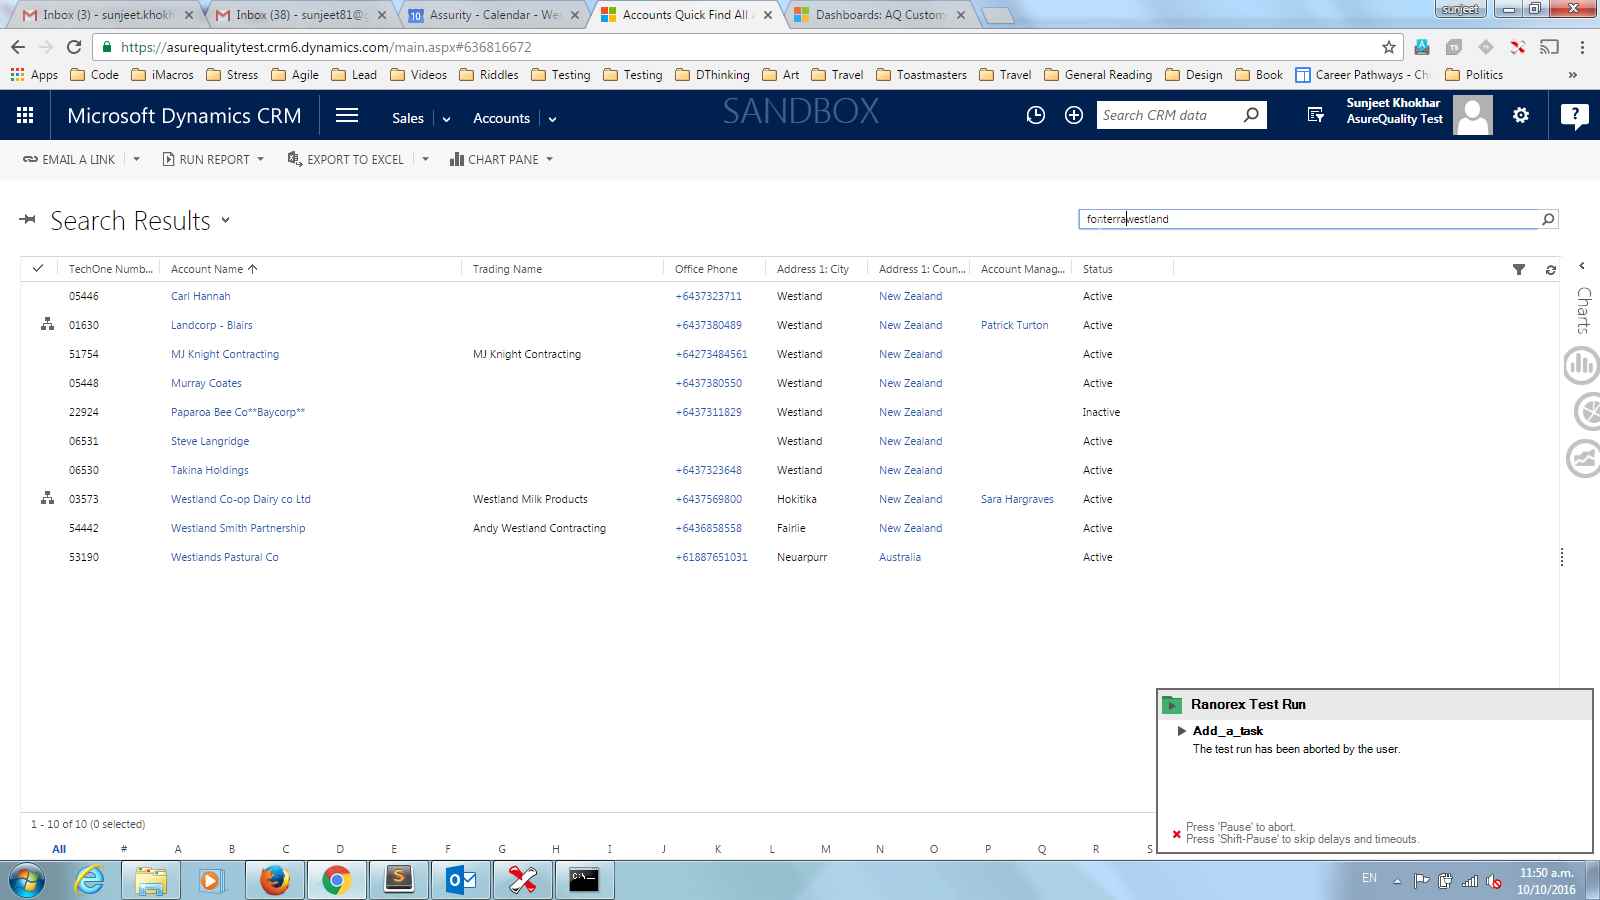 Inbox (3) - sunjeet.khokh
Inbox (38) - sunjeet81@g
10 Assurity - Calendar - We
Accounts Quick Find All
Dashboards: AQ Custom
sunjeet
https://asurequalitytest.crm6.dynamics.com/main.aspx#636816672
Apps Code iMacros Stress Agile Lead Videos Riddles Testing Testing DThinking Art Travel Toastmasters Travel General Reading Design Book Career Pathways - Ch Politics »
Microsoft Dynamics CRM Sales Accounts SANDBOX Search CRM data
Sunjeet Khokhar
AsureQuality Test
?
EMAIL A LINK RUN REPORT EXPORT TO EXCEL CHART PANE
Search Results
fonterrawestland
TechOne Numb... Account Name Trading Name Office Phone Address 1: City Address 1: Coun... Account Manag... Status
05446 Carl Hannah +6437323711 Westland New Zealand Active
01630 Landcorp - Blairs +6437380489 Westland New Zealand Patrick Turton Active
51754 MJ Knight Contracting MJ Knight Contracting +64273484561 Westland New Zealand Active
05448 Murray Coates +6437380550 Westland New Zealand Active
22924 Paparoa Bee Co**Baycorp** +6437311829 Westland New Zealand Inactive
06531 Steve Langridge Westland New Zealand Active
06530 Takina Holdings +6437323648 Westland New Zealand Active
03573 Westland Co-op Dairy co Ltd Westland Milk Products +6437569800 Hokitika New Zealand Sara Hargraves Active
54442 Westland Smith Partnership Andy Westland Contracting +6436858558 Fairlie New Zealand Active
53190 Westlands Pastural Co +61887651031 Neuarpurr Australia Active
Charts
Ranorex Test Run
Add_a_task
The test run has been aborted by the user.
Press 'Pause' to abort.
Press 'Shift-Pause' to skip delays and timeouts.
1 - 10 of 10 (0 selected)
All # A B C D E F G H I J K L M N O P Q R S
EN
11:50 a.m.
10/10/2016